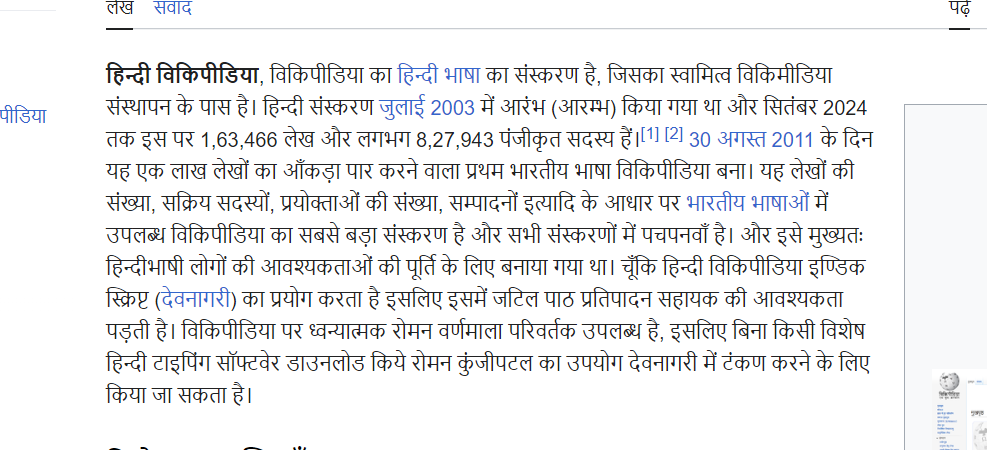 लेख संवाद
पढ़ें
पीडिया
हिन्दी विकिपीडिया, विकिपीडिया का हिन्दी भाषा का संस्करण है, जिसका स्वामित्व विकिमीडिया
संस्थापन के पास है। हिन्दी संस्करण जुलाई 2003 में आरंभ (आरम्भ) किया गया था और सितंबर 2024
तक इस पर 1,63,466 लेख और लगभग 8,27,943 पंजीकृत सदस्य हैं।[1] [2] 30 अगस्त 2011 के दिन
यह एक लाख लेखों का आँकड़ा पार करने वाला प्रथम भारतीय भाषा विकिपीडिया बना। यह लेखों की
संख्या, सक्रिय सदस्यों, प्रयोक्ताओं की संख्या, सम्पादनों इत्यादि के आधार पर भारतीय भाषाओं में
उपलब्ध विकिपीडिया का सबसे बड़ा संस्करण है और सभी संस्करणों में पचपनवाँ है। और इसे मुख्यतः
हिन्दीभाषी लोगों की आवश्यकताओं की पूर्ति के लिए बनाया गया था। चूँकि हिन्दी विकिपीडिया इण्डिक
स्क्रिप्ट (देवनागरी) का प्रयोग करता है इसलिए इसमें जटिल पाठ प्रतिपादन सहायक की आवश्यकता
पड़ती है। विकिपीडिया पर ध्वन्यात्मक रोमन वर्णमाला परिवर्तक उपलब्ध है, इसलिए बिना किसी विशेष
हिन्दी टाइपिंग सॉफ्टवेर डाउनलोड किये रोमन कुंजीपटल का उपयोग देवनागरी में टंकण करने के लिए
किया जा सकता है।